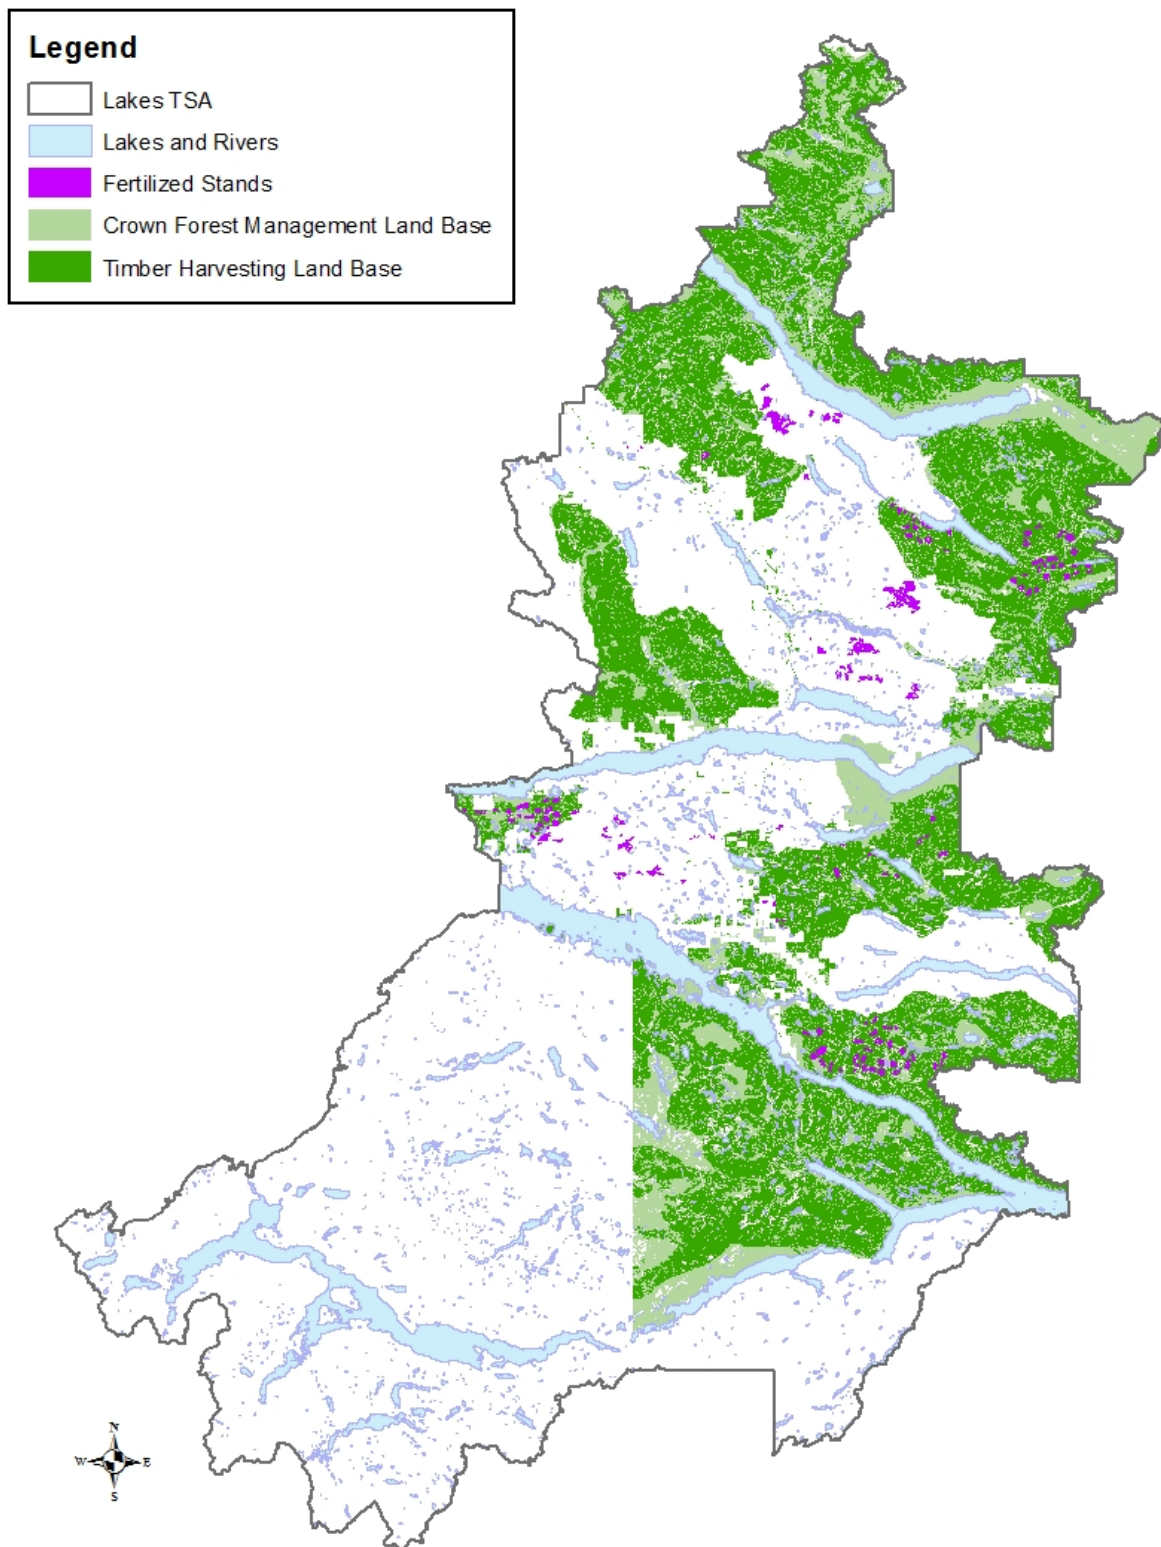 Legend
Lakes TSA
Lakes and Rivers
Fertilized Stands
Crown Forest Management Land Base
Timber Harvesting Land Base
N
W E
S